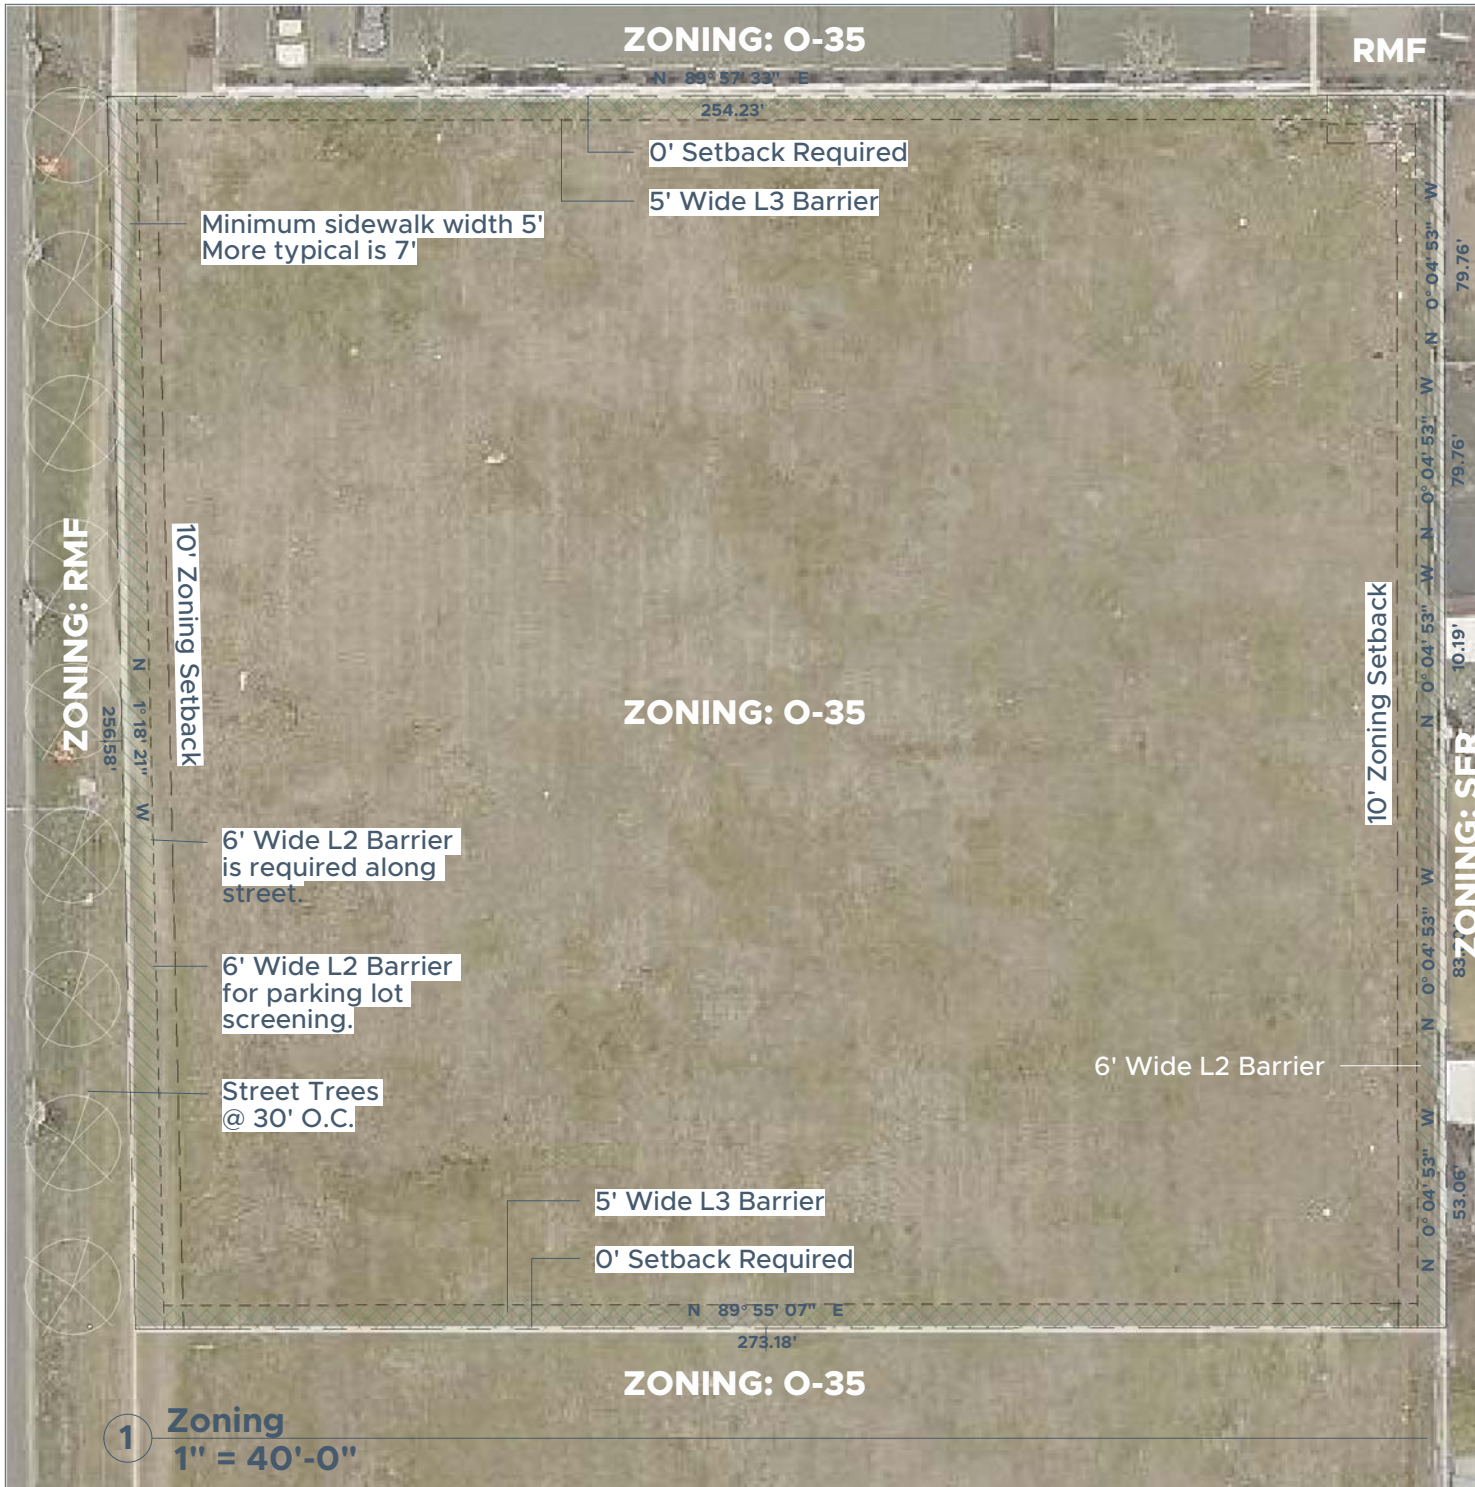 ZONING: O-35
RMF
N 89° 57' 33" E
254.23'
0' Setback Required
5' Wide L3 Barrier
Minimum sidewalk width 5'
More typical is 7'
N 0° 04' 53" W
79.76'
N 0° 04' 53" W
79.76'
ZONING: RMF
10' Zoning Setback
N 1° 18' 21" W
256.58'
ZONING: O-35
10' Zoning Setback
N 0° 04' 53" W
10.19'
ZONING: SFR
6' Wide L2 Barrier
is required along
street.
N 0° 04' 53" W
6' Wide L2 Barrier
for parking lot
screening.
6' Wide L2 Barrier
Street Trees
@ 30' O.C.
N 0° 04' 53" W
53.06'
5' Wide L3 Barrier
0' Setback Required
N 89° 55' 07" E
273.18'
ZONING: O-35
1
Zoning
1" = 40'-0"